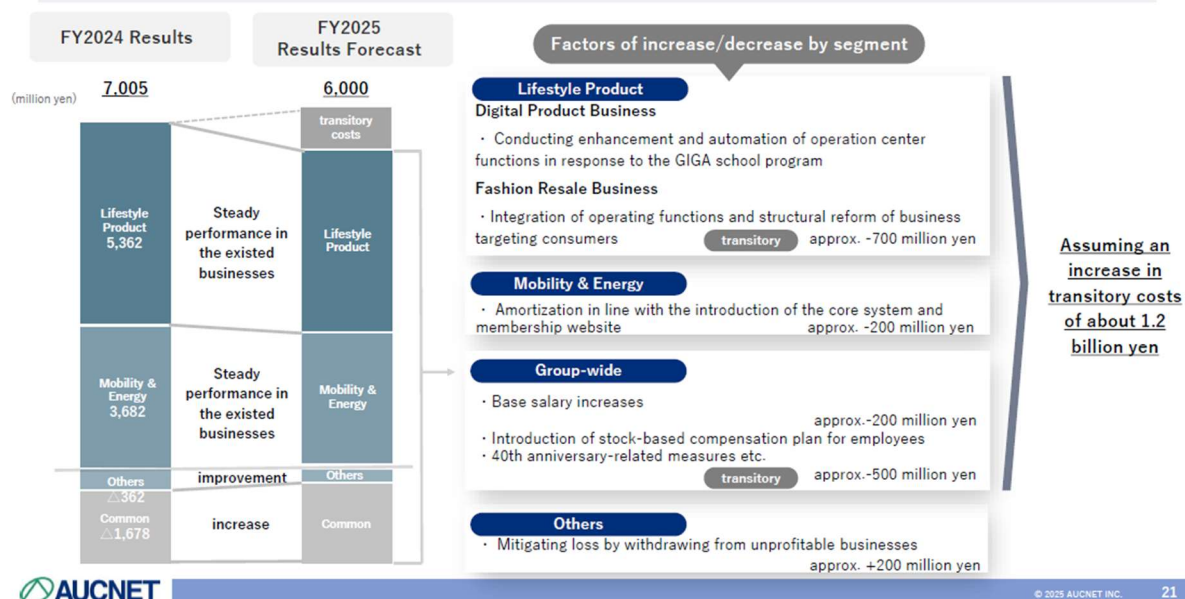 FY2024 Results
FY2025
Results Forecast
Factors of increase/decrease by segment
(million yen)
7,005
6,000
transitory
costs
Lifestyle
Product
5,362
Steady
performance in
the existed
businesses
Lifestyle
Product
Mobility &
Energy
3,682
Steady
performance in
the existed
businesses
Mobility &
Energy
Others
△362
improvement
Others
Common
△1,678
increase
Common
Lifestyle Product
Digital Product Business
・Conducting enhancement and automation of operation center
functions in response to the GIGA school program
Fashion Resale Business
・Integration of operating functions and structural reform of business
targeting consumers transitory approx. -700 million yen
Mobility & Energy
・Amortization in line with the introduction of the core system and
membership website approx. -200 million yen
Group-wide
・Base salary increases
approx.-200 million yen
・Introduction of stock-based compensation plan for employees
・40th anniversary-related measures etc.
transitory approx.-500 million yen
Others
・Mitigating loss by withdrawing from unprofitable businesses
approx. +200 million yen
Assuming an
increase in
transitory costs
of about 1.2
billion yen
AUCNET
© 2025 AUCNET INC. 21